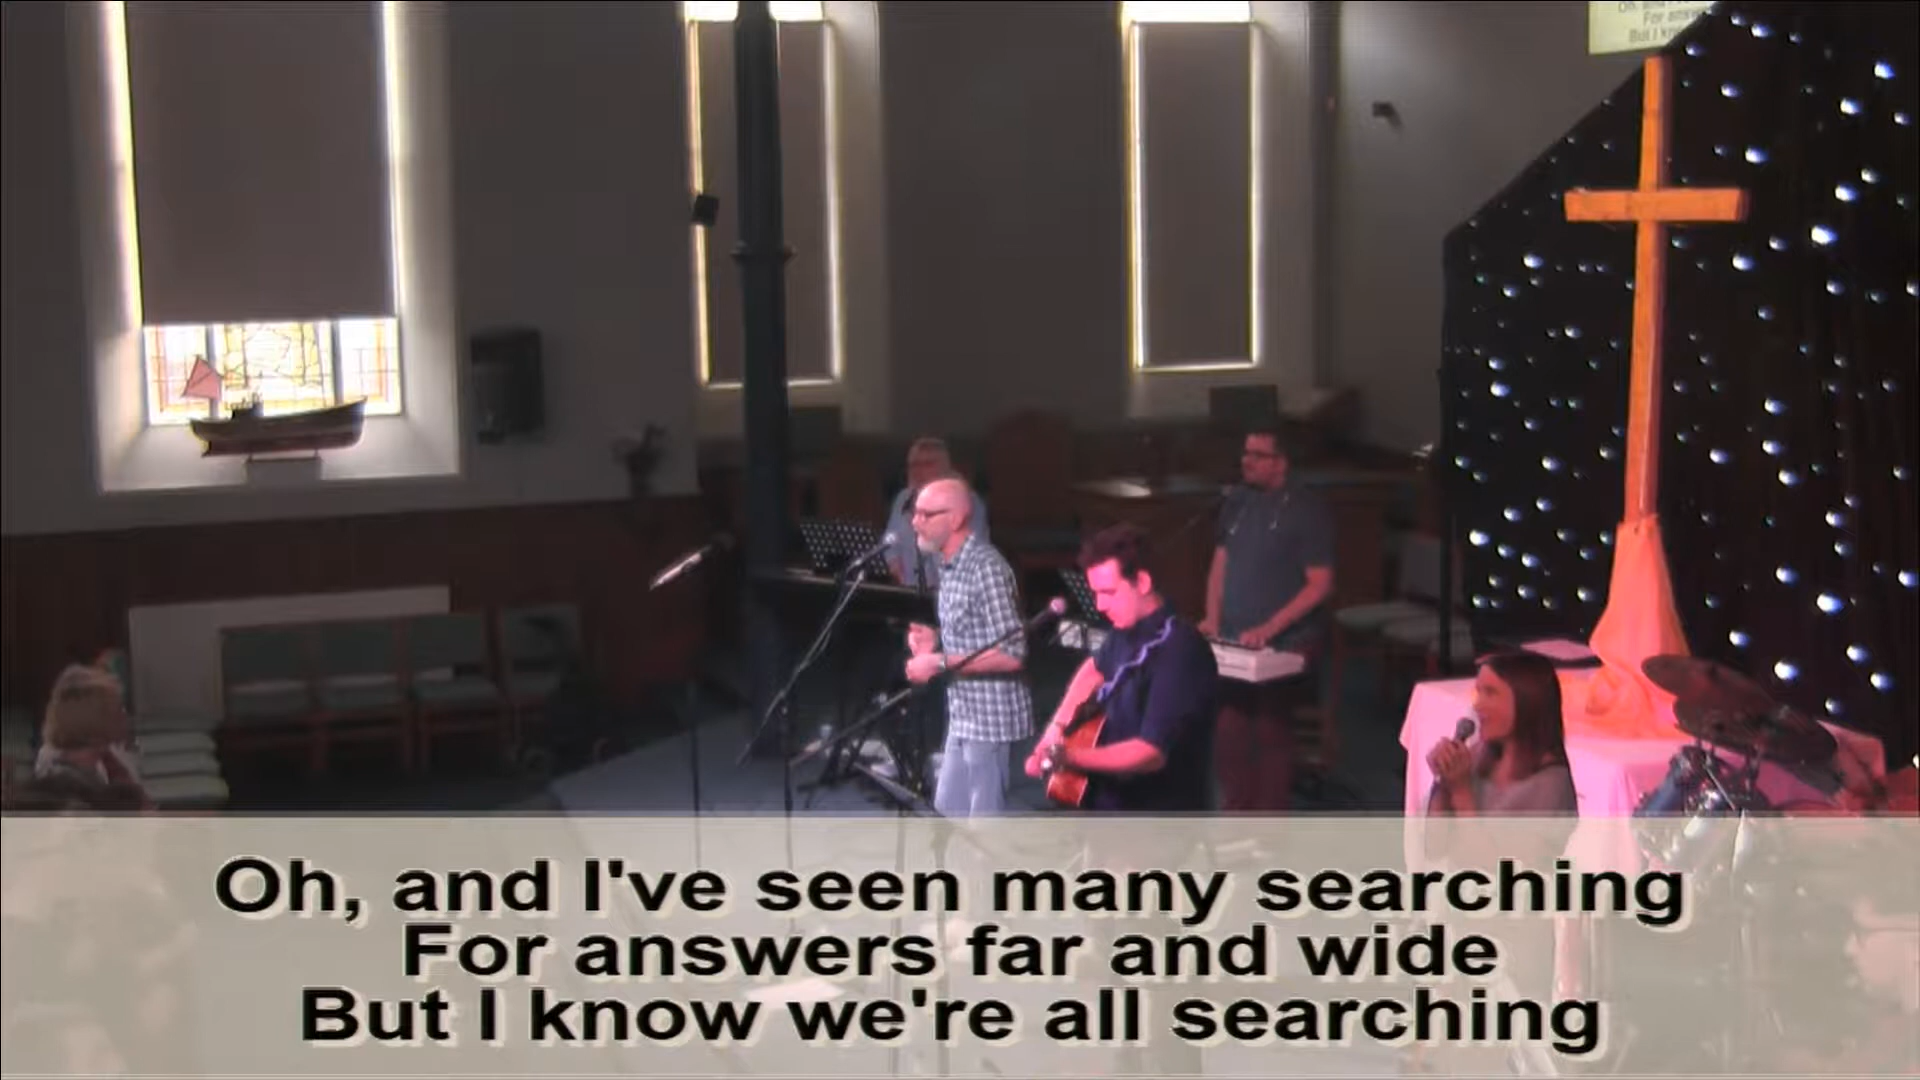 Oh, and I've seen many searching
For answers far and wide
But I know we're all searching